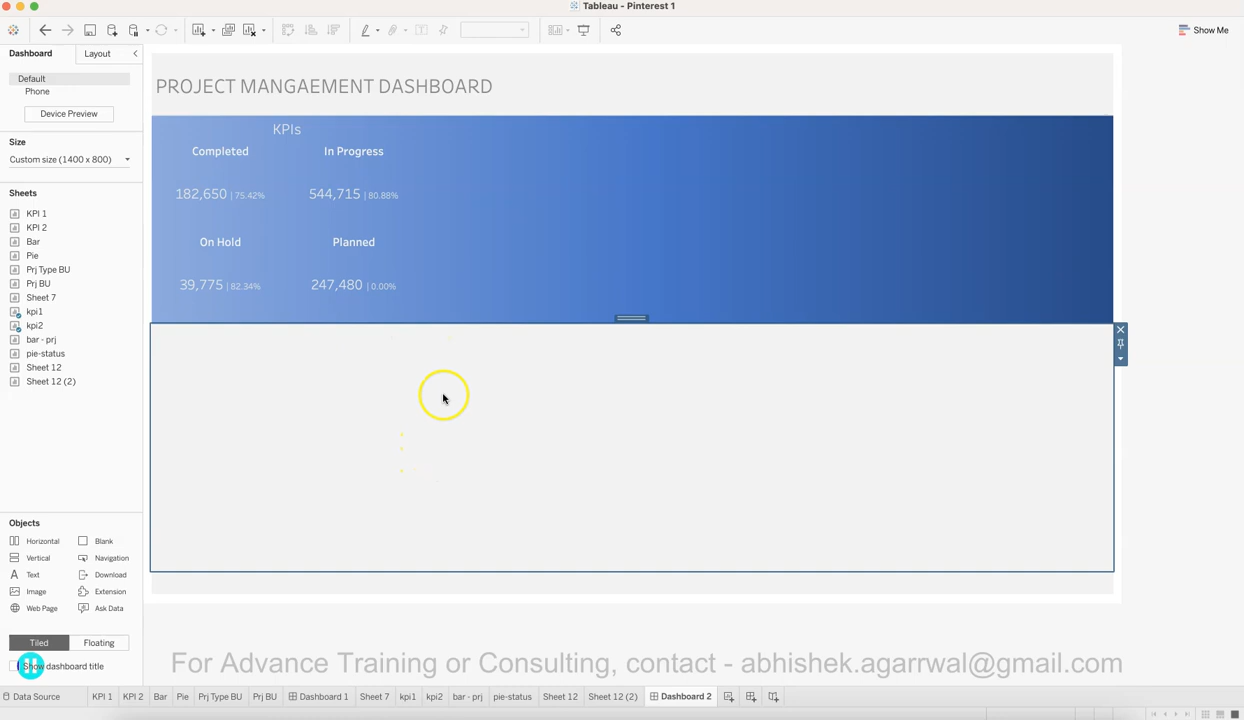 Tableau - Pinterest 1
Show Me
Dashboard
Layout
Default
Phone
Device Preview
Size
Custom size (1400 x 800)
Sheets
KPI 1
KPI 2
Bar
Pie
Prj Type BU
Prj BU
Sheet 7
kpi1
kpi2
bar - prj
pie-status
Sheet 12
Sheet 12 (2)
Objects
Horizontal
Blank
Vertical
Navigation
Text
Download
Image
Extension
Web Page
Ask Data
Tiled
Floating
Show dashboard title
PROJECT MANGAEMENT DASHBOARD
KPIs
Completed
In Progress
182,650 | 75.42%
544,715 | 80.88%
On Hold
Planned
39,775 | 82.34%
247,480 | 0.00%
For Advance Training or Consulting, contact - abhishek.agarrwal@gmail.com
Data Source
KPI 1
KPI 2
Bar
Pie
Prj Type BU
Prj BU
Dashboard 1
Sheet 7
kpi1
kpi2
bar - prj
pie-status
Sheet 12
Sheet 12 (2)
Dashboard 2